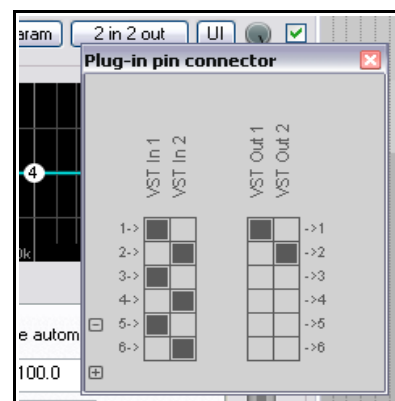 aram 2 in 2 out UI
Plug-in pin connector
VST In 1 VST In 2 VST Out 1 VST Out 2
4
1-> ->1
2-> ->2
0k
3-> ->3
4-> ->4
5-> ->5
e autom
6-> ->6
100.0